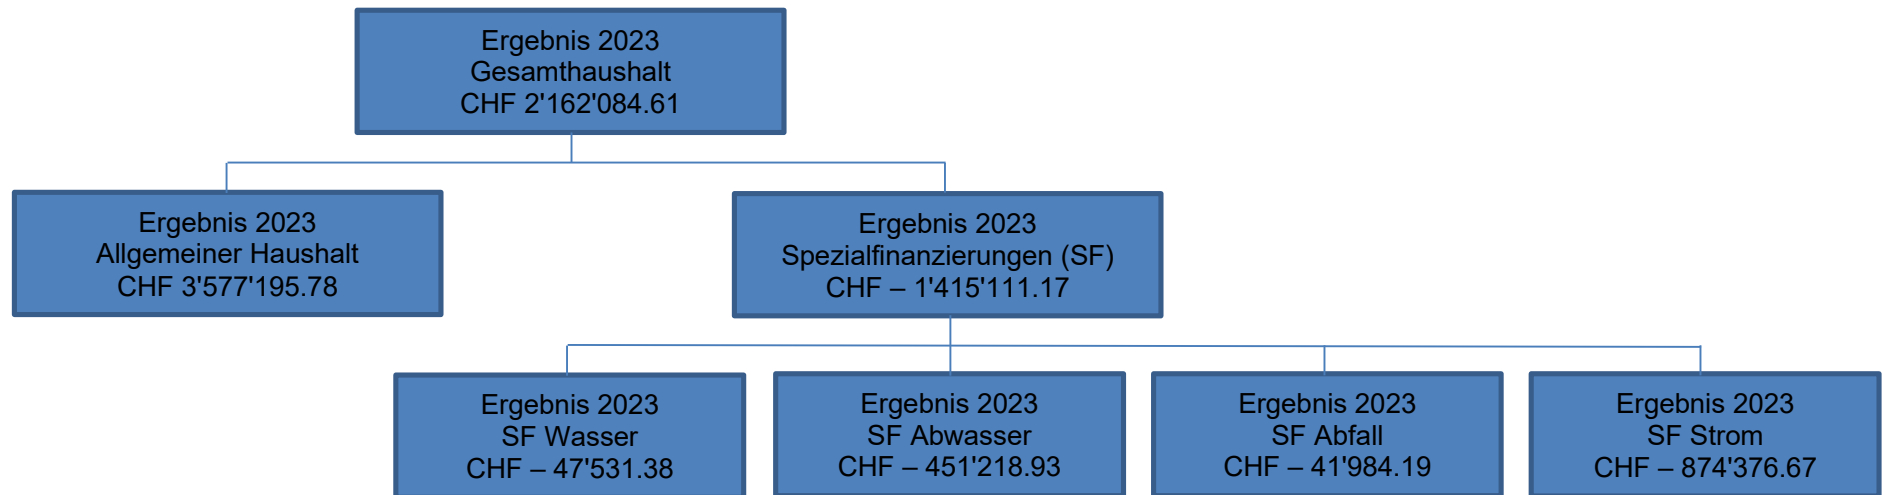 Ergebnis 2023
Gesamthaushalt
CHF 2'162'084.61
Ergebnis 2023
Allgemeiner Haushalt
CHF 3'577'195.78
Ergebnis 2023
Spezialfinanzierungen (SF)
CHF – 1'415'111.17
Ergebnis 2023
SF Wasser
CHF – 47'531.38
Ergebnis 2023
SF Abwasser
CHF – 451'218.93
Ergebnis 2023
SF Abfall
CHF – 41'984.19
Ergebnis 2023
SF Strom
CHF – 874'376.67